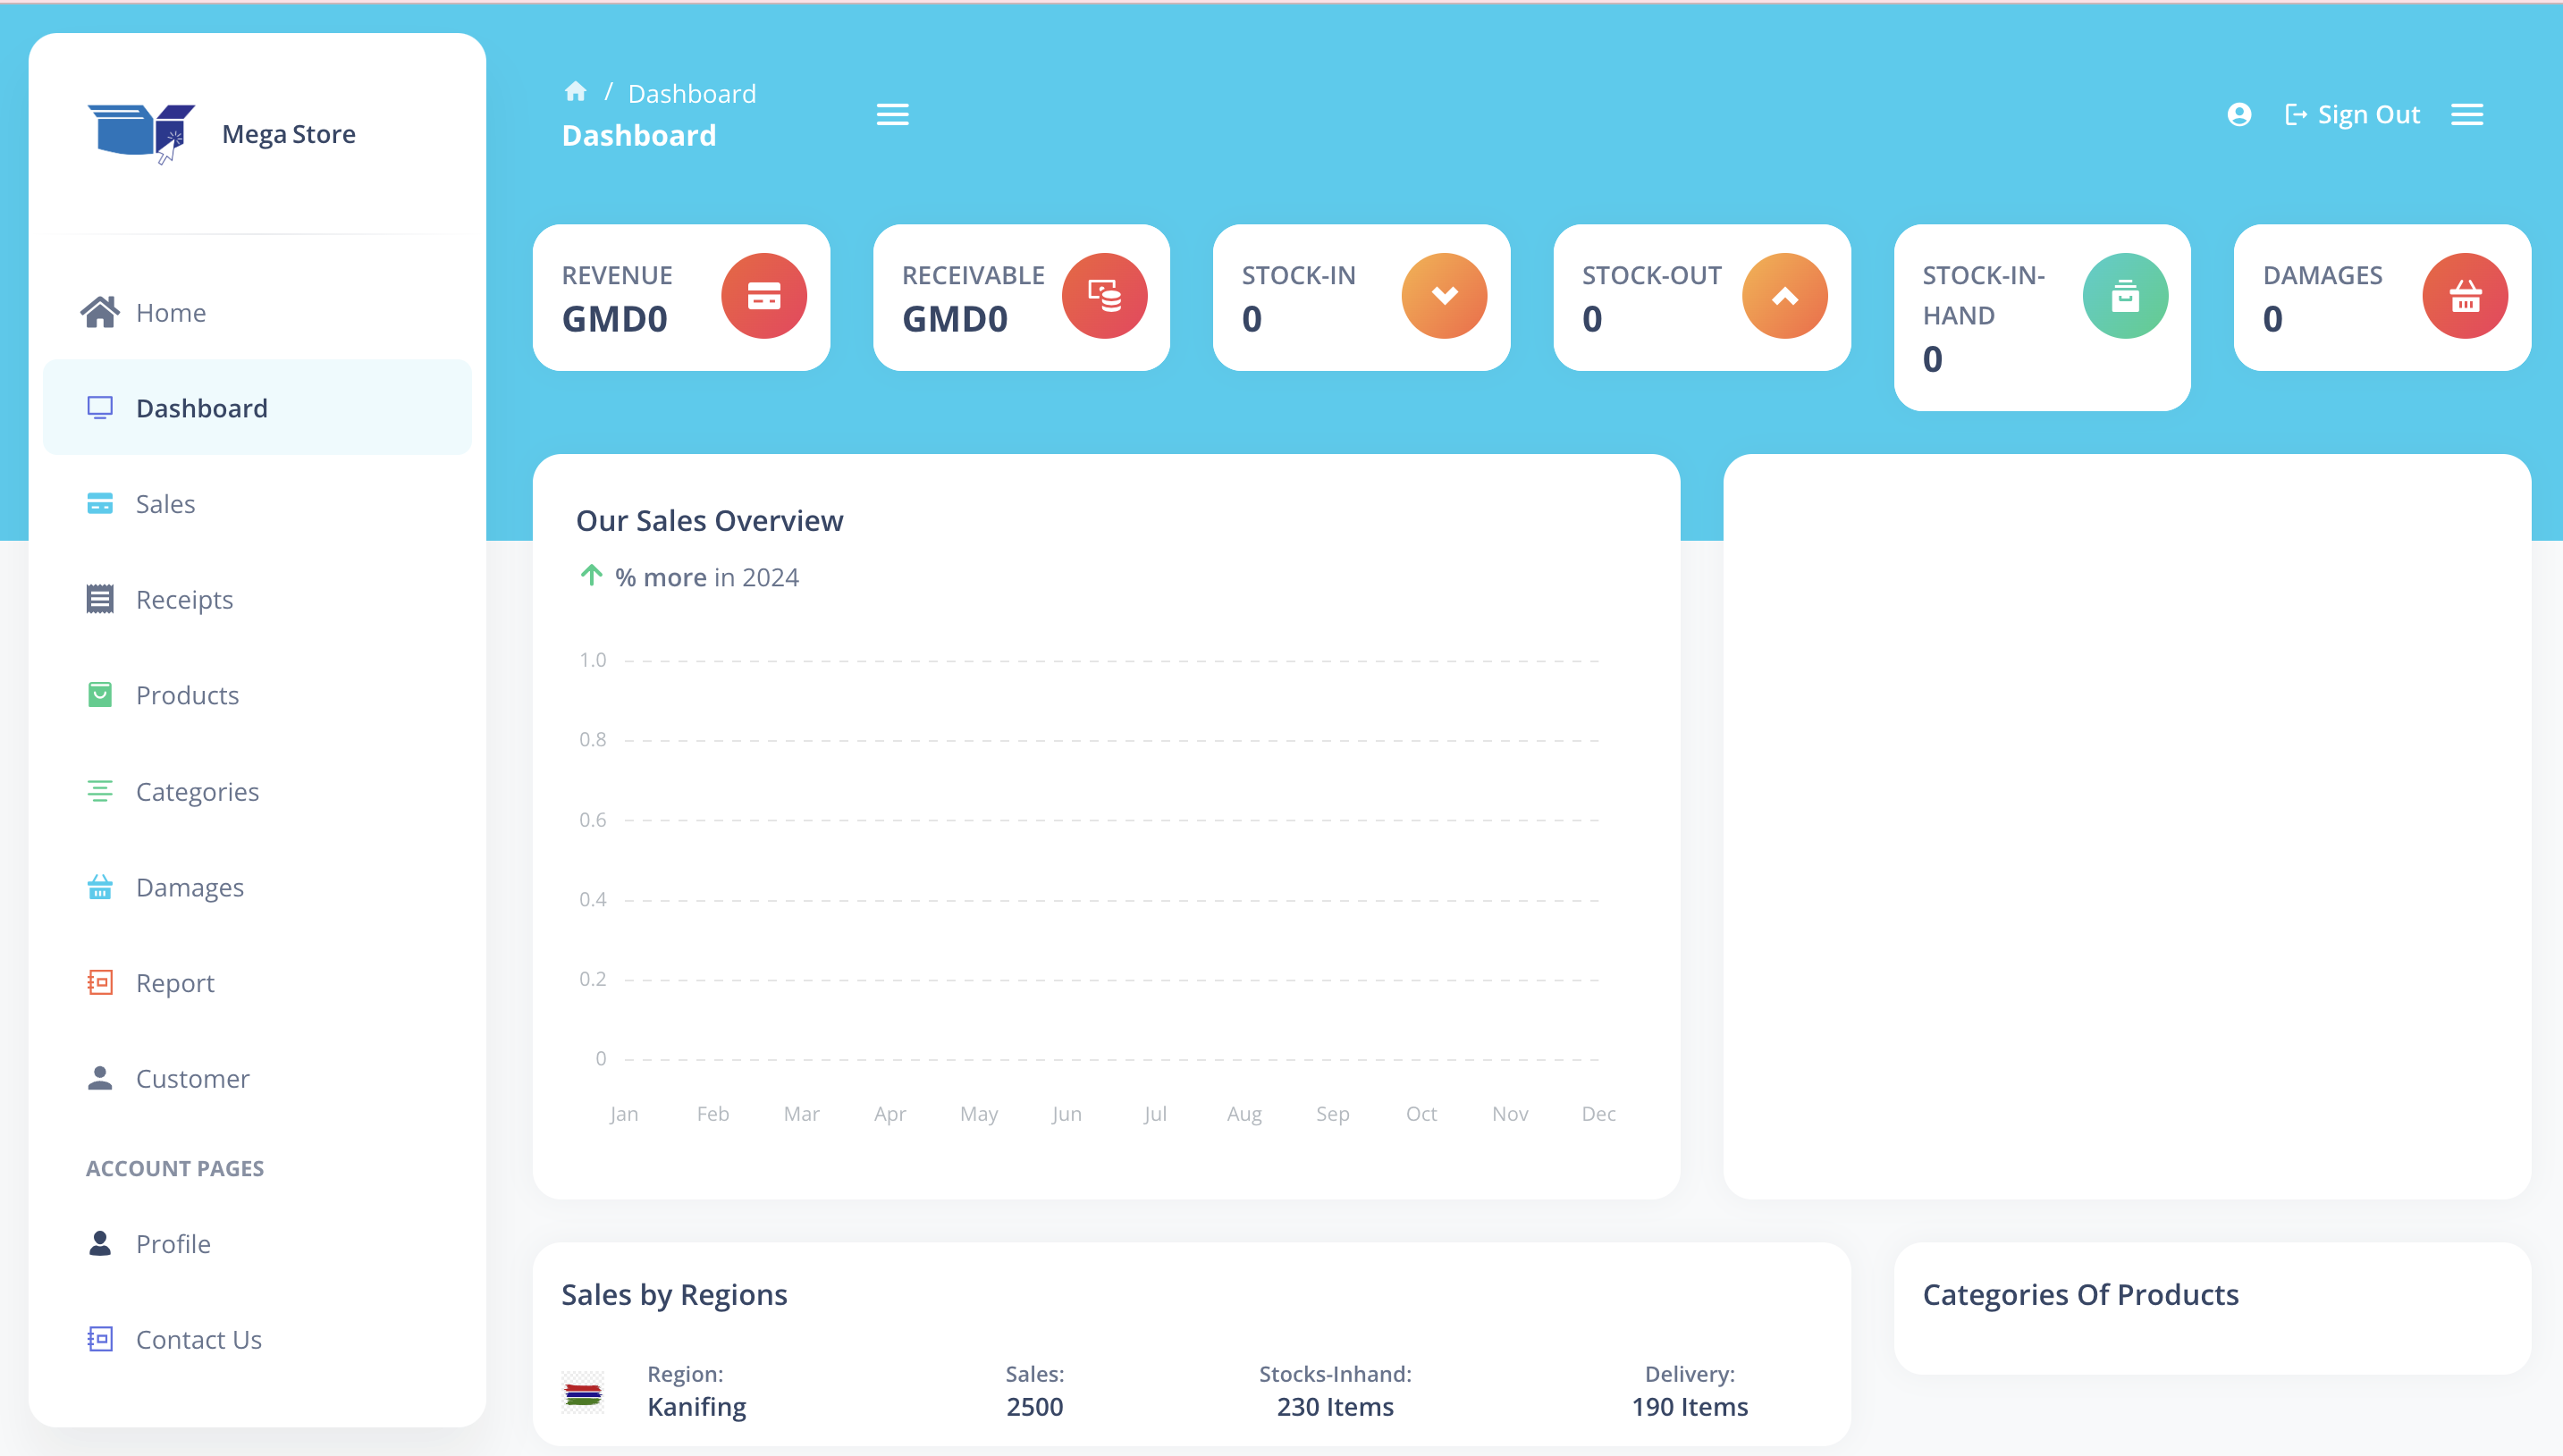 Mega Store
Home
Dashboard
Sales
Receipts
Products
Categories
Damages
Report
Customer
ACCOUNT PAGES
Profile
Contact Us
/ Dashboard
Dashboard
Sign Out
REVENUE
GMD0
RECEIVABLE
GMD0
STOCK-IN
0
STOCK-OUT
0
STOCK-IN-
HAND
0
DAMAGES
0
Our Sales Overview
% more in 2024
1.0
0.8
0.6
0.4
0.2
0
Jan Feb Mar Apr May Jun Jul Aug Sep Oct Nov Dec
Sales by Regions
Region:
Kanifing
Sales:
2500
Stocks-Inhand:
230 Items
Delivery:
190 Items
Categories Of Products